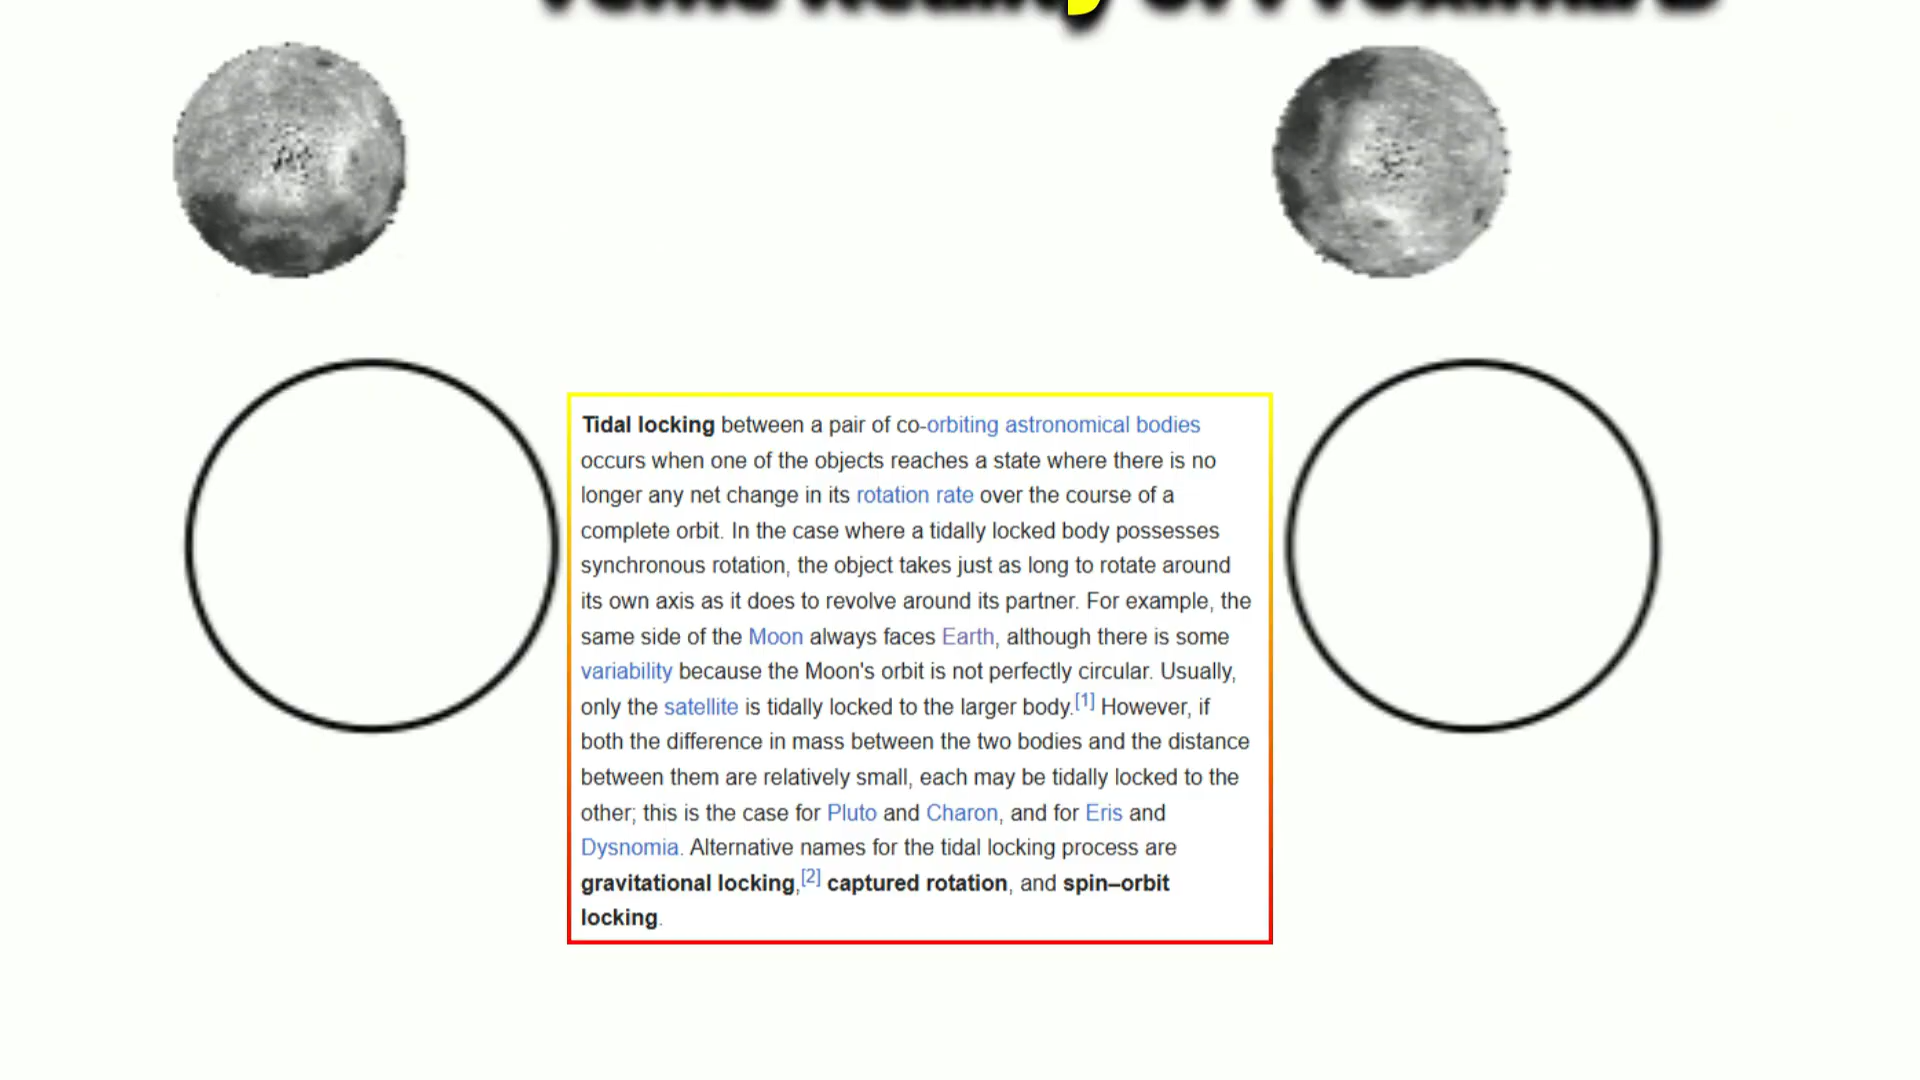 Tidal locking between a pair of co-orbiting astronomical bodies
occurs when one of the objects reaches a state where there is no
longer any net change in its rotation rate over the course of a
complete orbit. In the case where a tidally locked body possesses
synchronous rotation, the object takes just as long to rotate around
its own axis as it does to revolve around its partner. For example, the
same side of the Moon always faces Earth, although there is some
variability because the Moon's orbit is not perfectly circular. Usually,
only the satellite is tidally locked to the larger body.[1] However, if
both the difference in mass between the two bodies and the distance
between them are relatively small, each may be tidally locked to the
other; this is the case for Pluto and Charon, and for Eris and
Dysnomia. Alternative names for the tidal locking process are
gravitational locking,[2] captured rotation, and spin–orbit
locking.